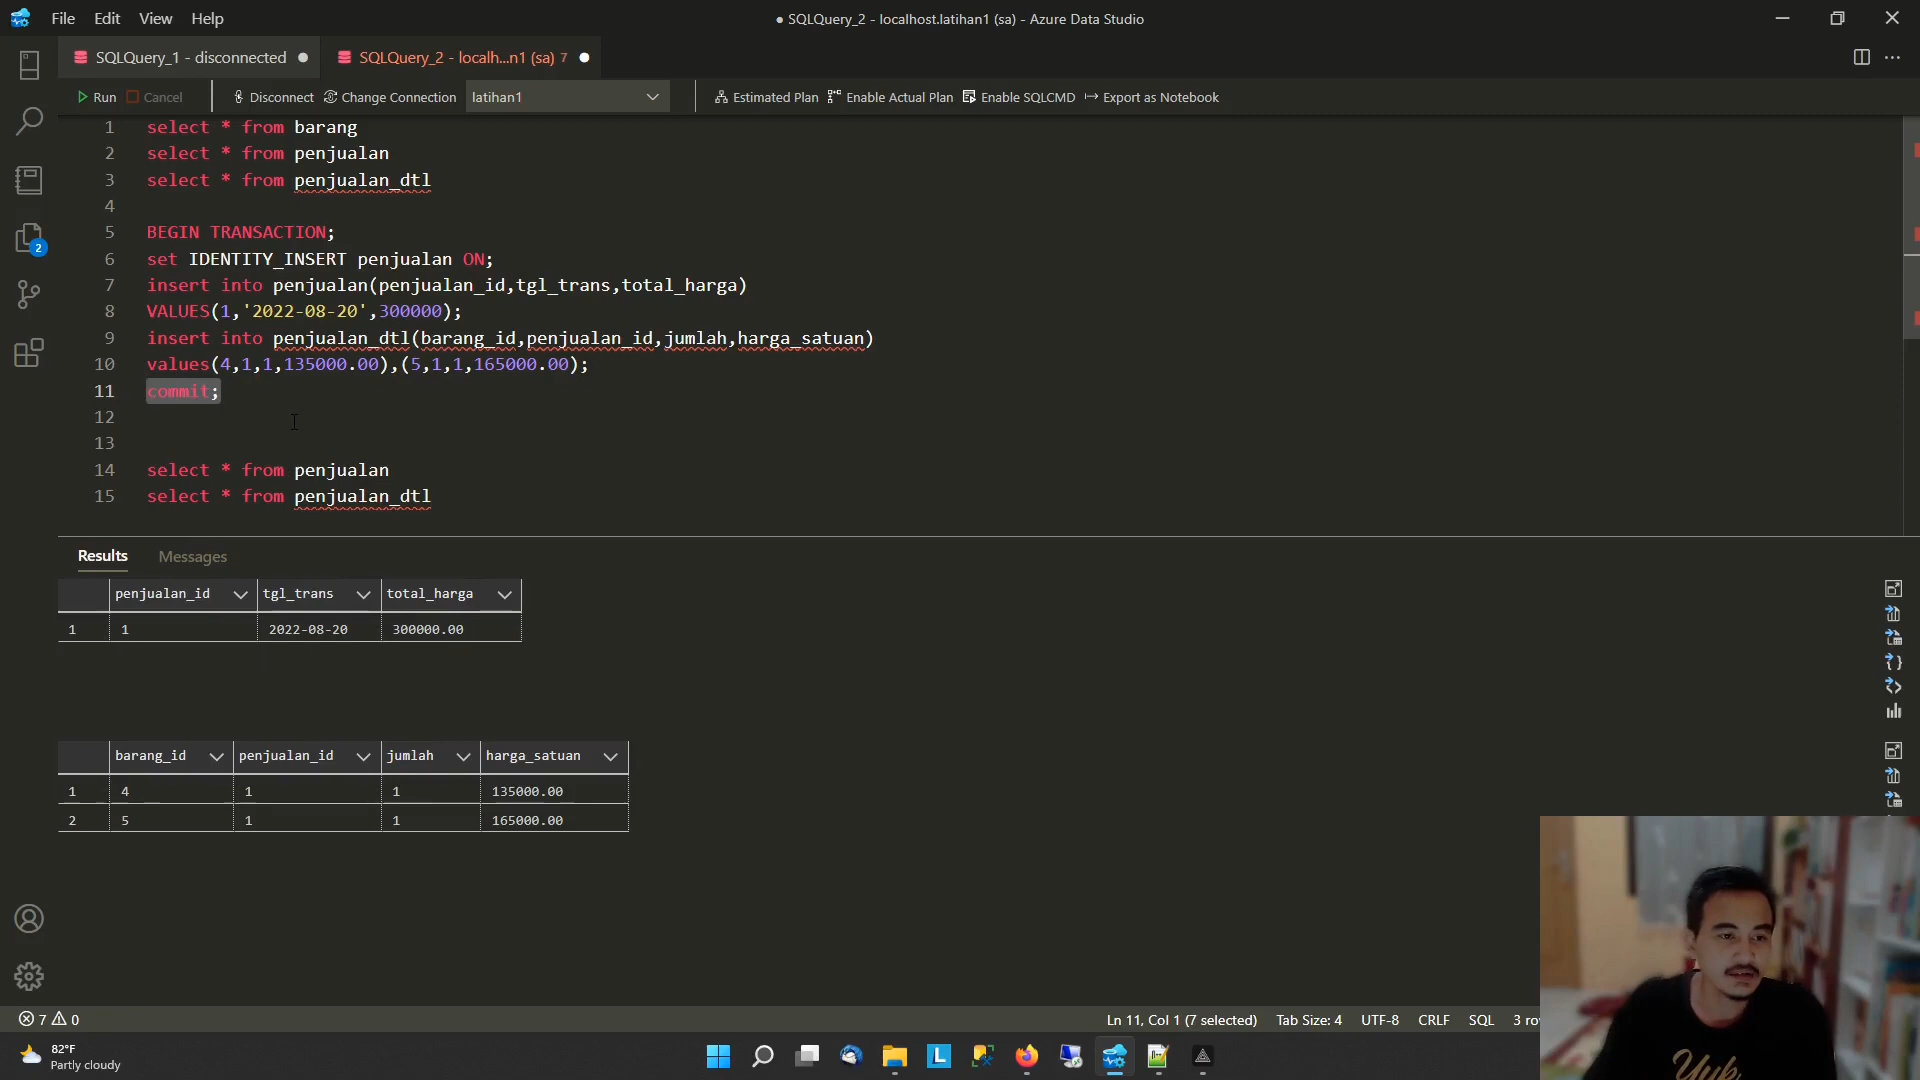 File Edit View Help
● SQLQuery_2 - localhost.latihan1 (sa) - Azure Data Studio
SQLQuery_1 - disconnected
SQLQuery_2 - localh...n1 (sa) 7
Run Cancel Disconnect Change Connection latihan1 Estimated Plan Enable Actual Plan Enable SQLCMD Export as Notebook
1 select * from barang
2 select * from penjualan
3 select * from penjualan_dtl
4
5 BEGIN TRANSACTION;
6 set IDENTITY_INSERT penjualan ON;
7 insert into penjualan(penjualan_id,tgl_trans,total_harga)
8 VALUES(1,'2022-08-20',300000);
9 insert into penjualan_dtl(barang_id,penjualan_id,jumlah,harga_satuan)
10 values(4,1,1,135000.00),(5,1,1,165000.00);
11 commit;
12
13
14 select * from penjualan
15 select * from penjualan_dtl
2
Results Messages
penjualan_id tgl_trans total_harga
1 1 2022-08-20 300000.00
barang_id penjualan_id jumlah harga_satuan
1 4 1 1 135000.00
2 5 1 1 165000.00
7 0
Ln 11, Col 1 (7 selected) Tab Size: 4 UTF-8 CRLF SQL 3 ro
82°F
Partly cloudy
L
Yuk